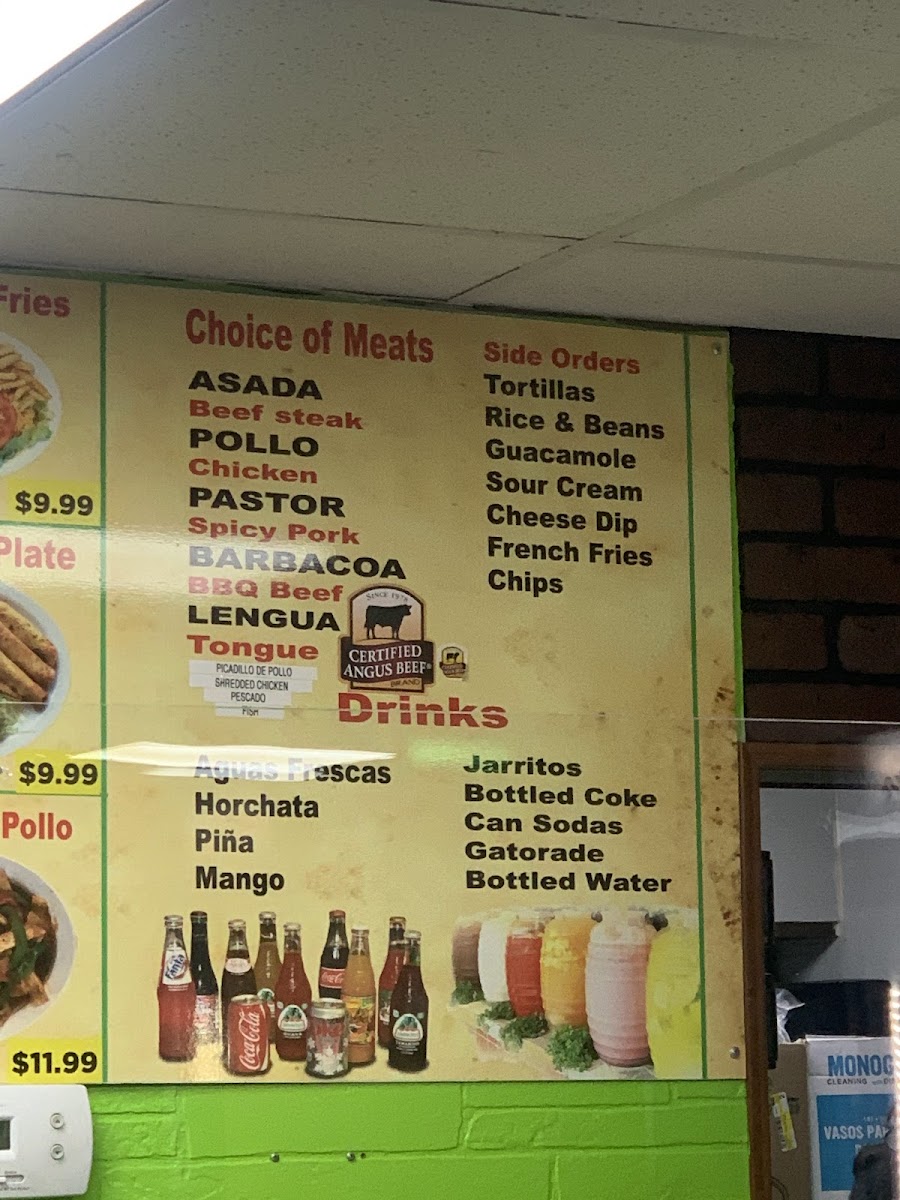 Fries
$9.99
Plate
$9.99
Pollo
$11.99
Choice of Meats
ASADA
Beef steak
POLLO
Chicken
PASTOR
Spicy Pork
BARBACOA
BBQ Beef
LENGUA
Tongue
PICADILLO DE POLLO
SHREDDED CHICKEN
PESCADO
FISH
SINCE 1978
CERTIFIED
ANGUS BEEF®
BRAND
Side Orders
Tortillas
Rice & Beans
Guacamole
Sour Cream
Cheese Dip
French Fries
Chips
Drinks
Aguas Frescas
Horchata
Piña
Mango
Jarritos
Bottled Coke
Can Sodas
Gatorade
Bottled Water
Fanta
Coca-Cola
Coca-Cola
MONOG
CLEANING
VASOS PA